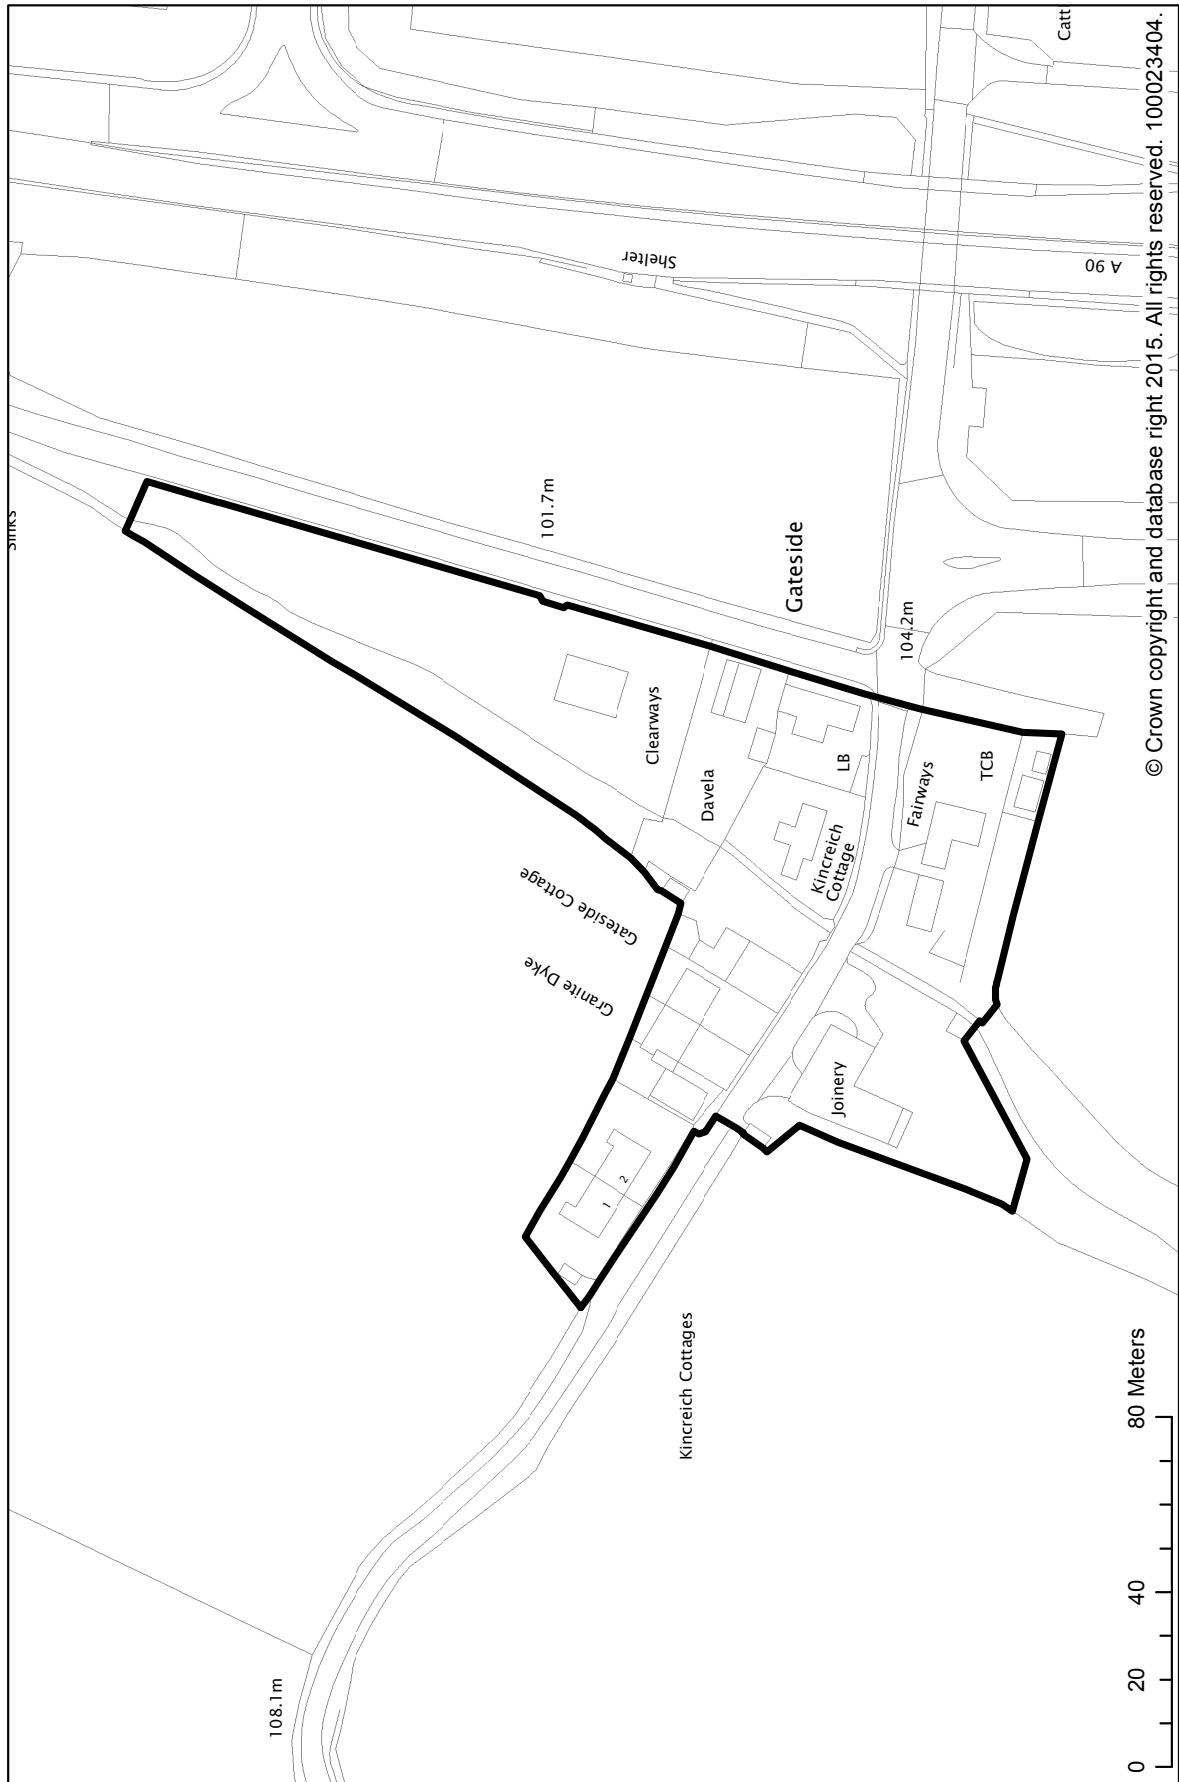 Sinks
Catt
Shelter
A 90
101.7m
Gateside
104.2m
Clearways
Davela
LB
TCB
Fairways
Kincreich
Cottage
Gateside Cottage
Granite Dyke
Joinery
2
1
Kincreich Cottages
108.1m
0 20 40 80 Meters
© Crown copyright and database right 2015. All rights reserved. 100023404.